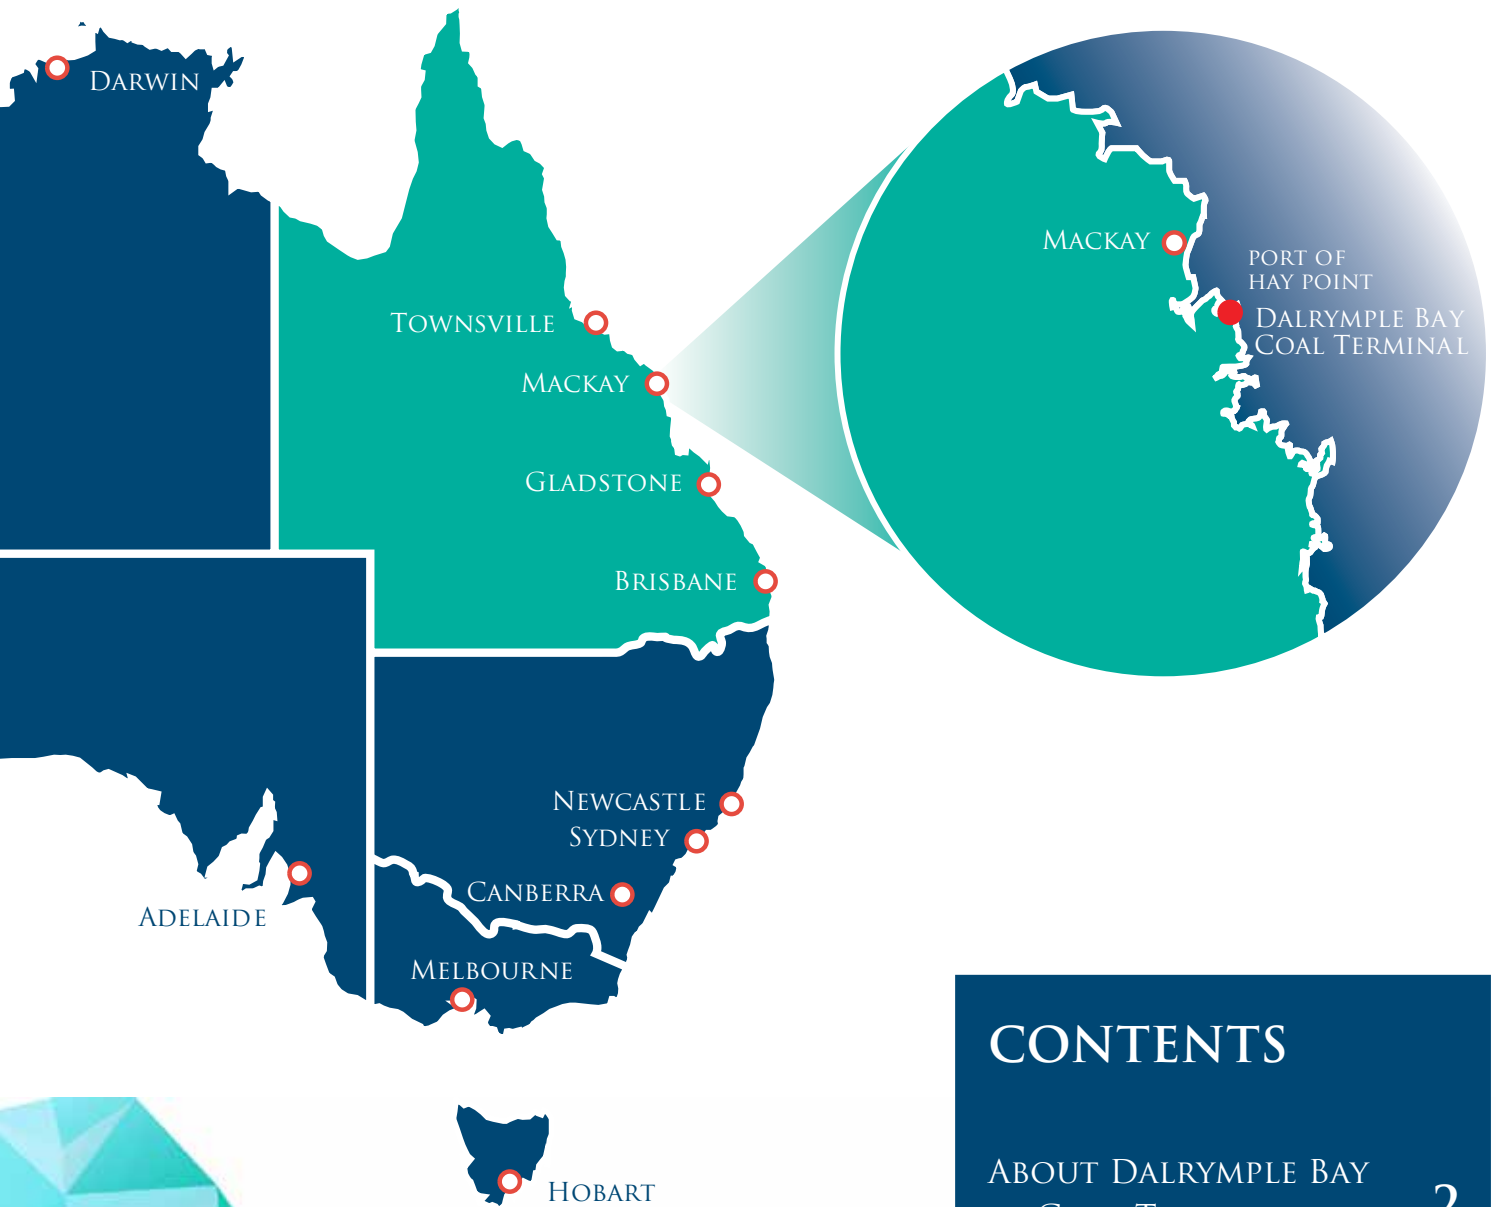 Darwin
Townsville
Mackay
Gladstone
Brisbane
Newcastle
Sydney
Canberra
Adelaide
Melbourne
Hobart
Mackay
PORT OF
HAY POINT
Dalrymple Bay
Coal Terminal
CONTENTS
About Dalrymple Bay
2